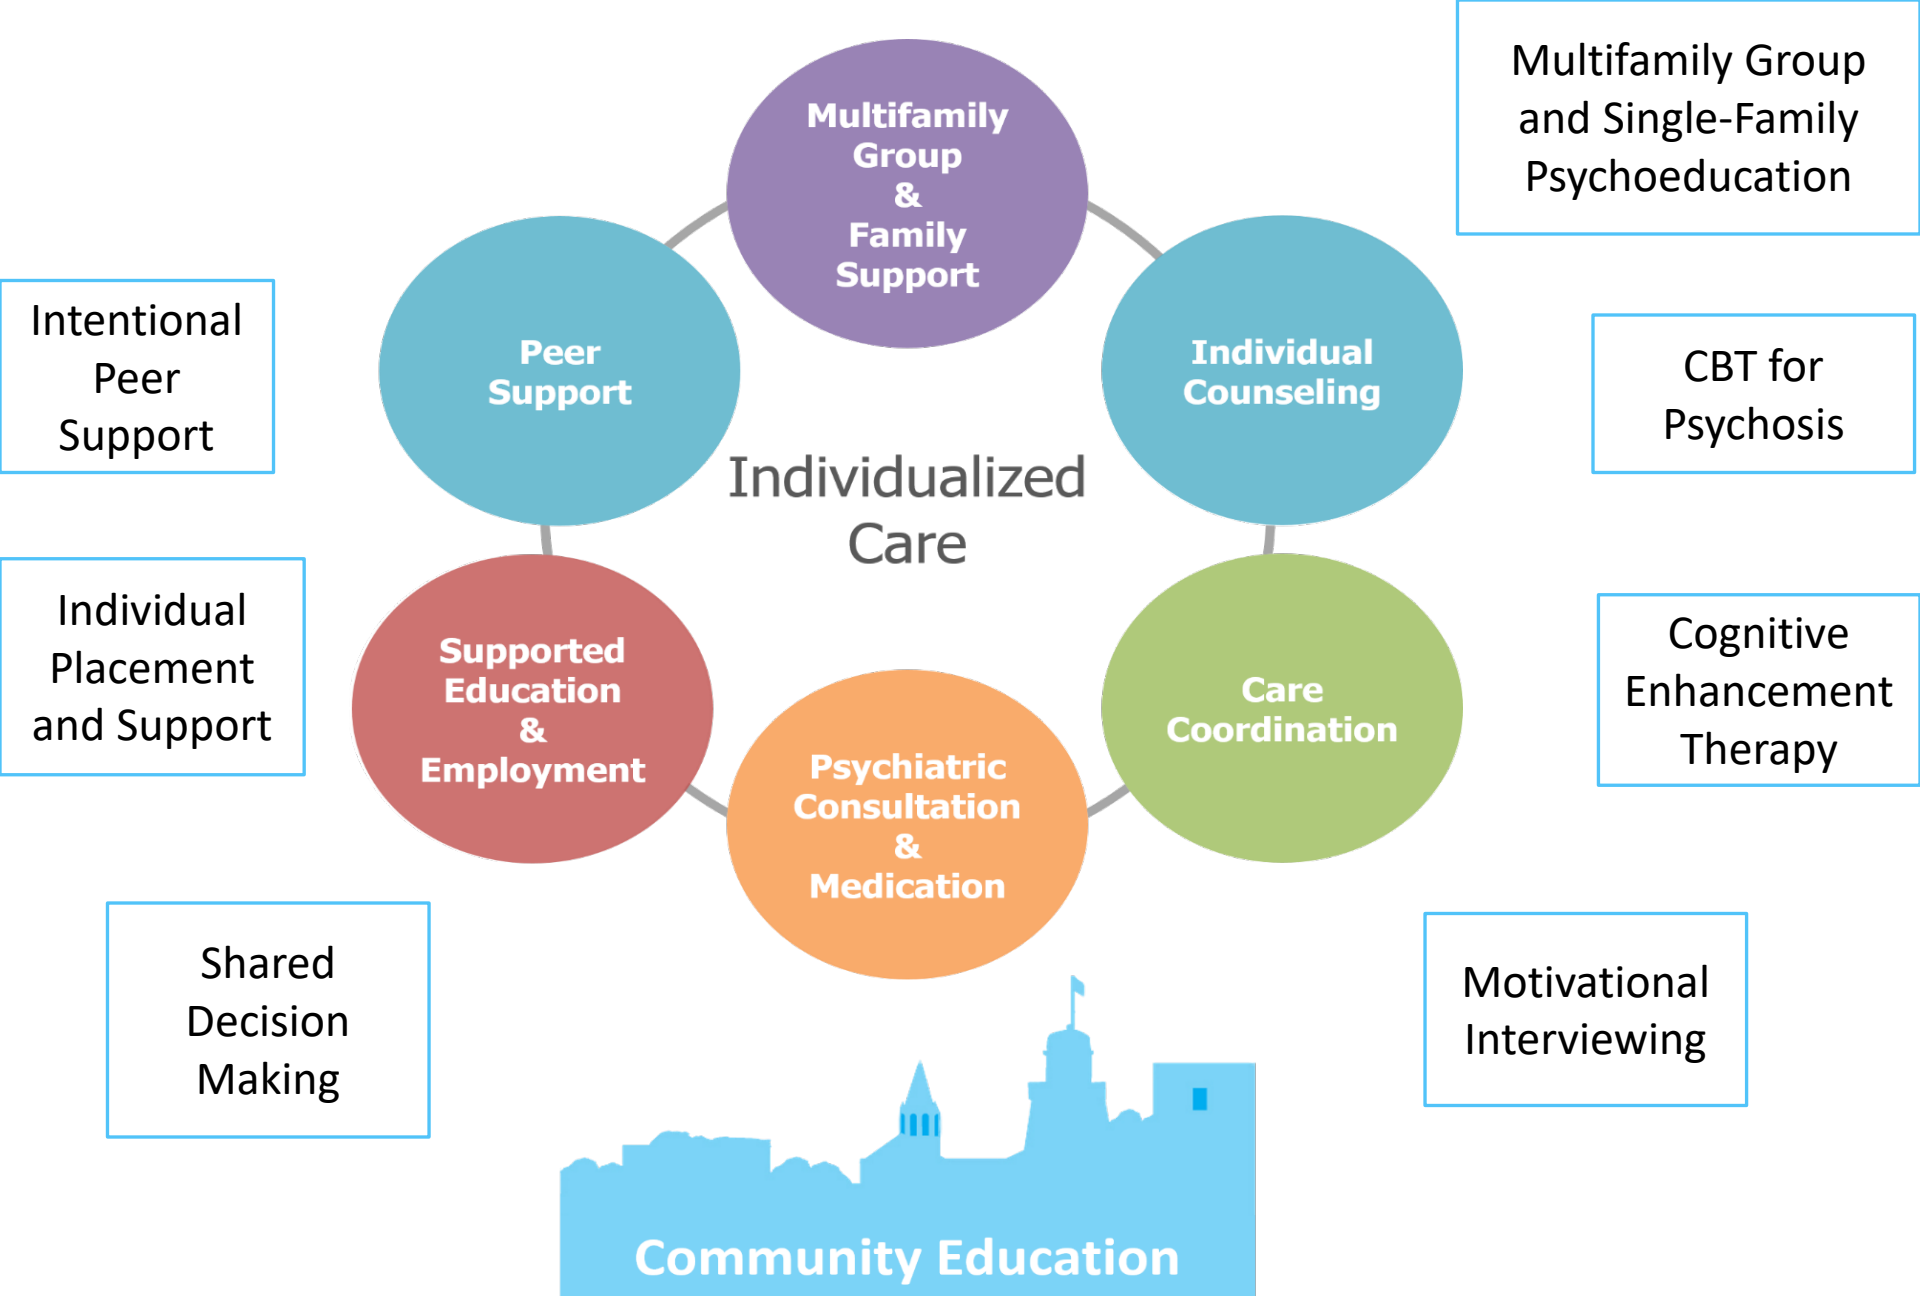 Multifamily Group
and Single-Family
Psychoeducation
Multifamily
Group
&
Family
Support
Intentional
Peer
Support
Peer
Support
Individual
Counseling
CBT for
Psychosis
Individualized
Care
Individual
Placement
and Support
Supported
Education
&
Employment
Psychiatric
Consultation
&
Medication
Care
Coordination
Cognitive
Enhancement
Therapy
Shared
Decision
Making
Motivational
Interviewing
Community Education